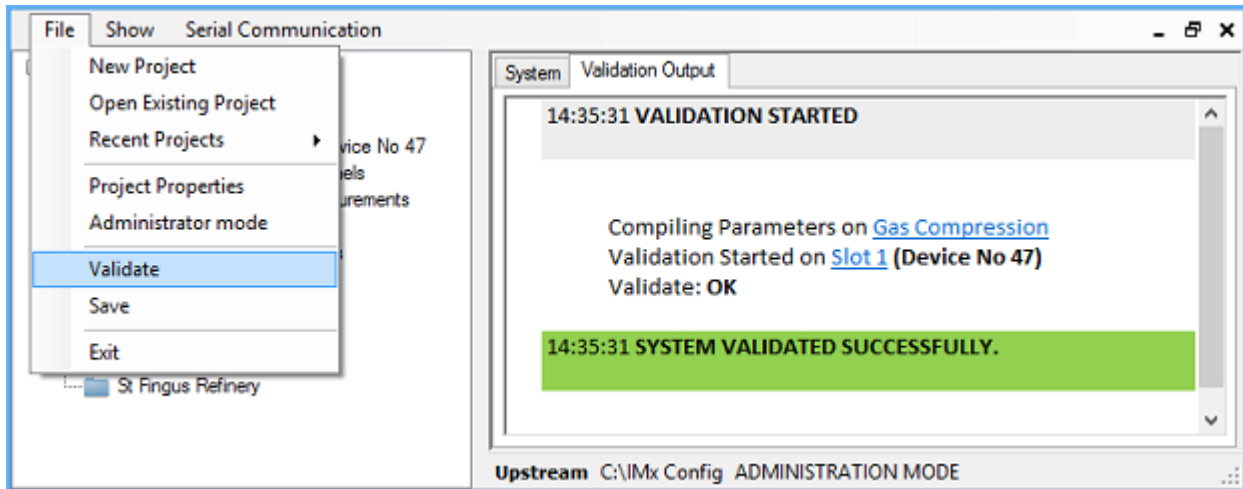 File Show Serial Communication
New Project
Open Existing Project
Recent Projects
Project Properties
Administrator mode
Validate
Save
Exit
vice No 47
els
urements
St Fingus Refinery
System Validation Output
14:35:31 VALIDATION STARTED
Compiling Parameters on Gas Compression
Validation Started on Slot 1 (Device No 47)
Validate: OK
14:35:31 SYSTEM VALIDATED SUCCESSFULLY.
Upstream C:\IMx Config ADMINISTRATION MODE